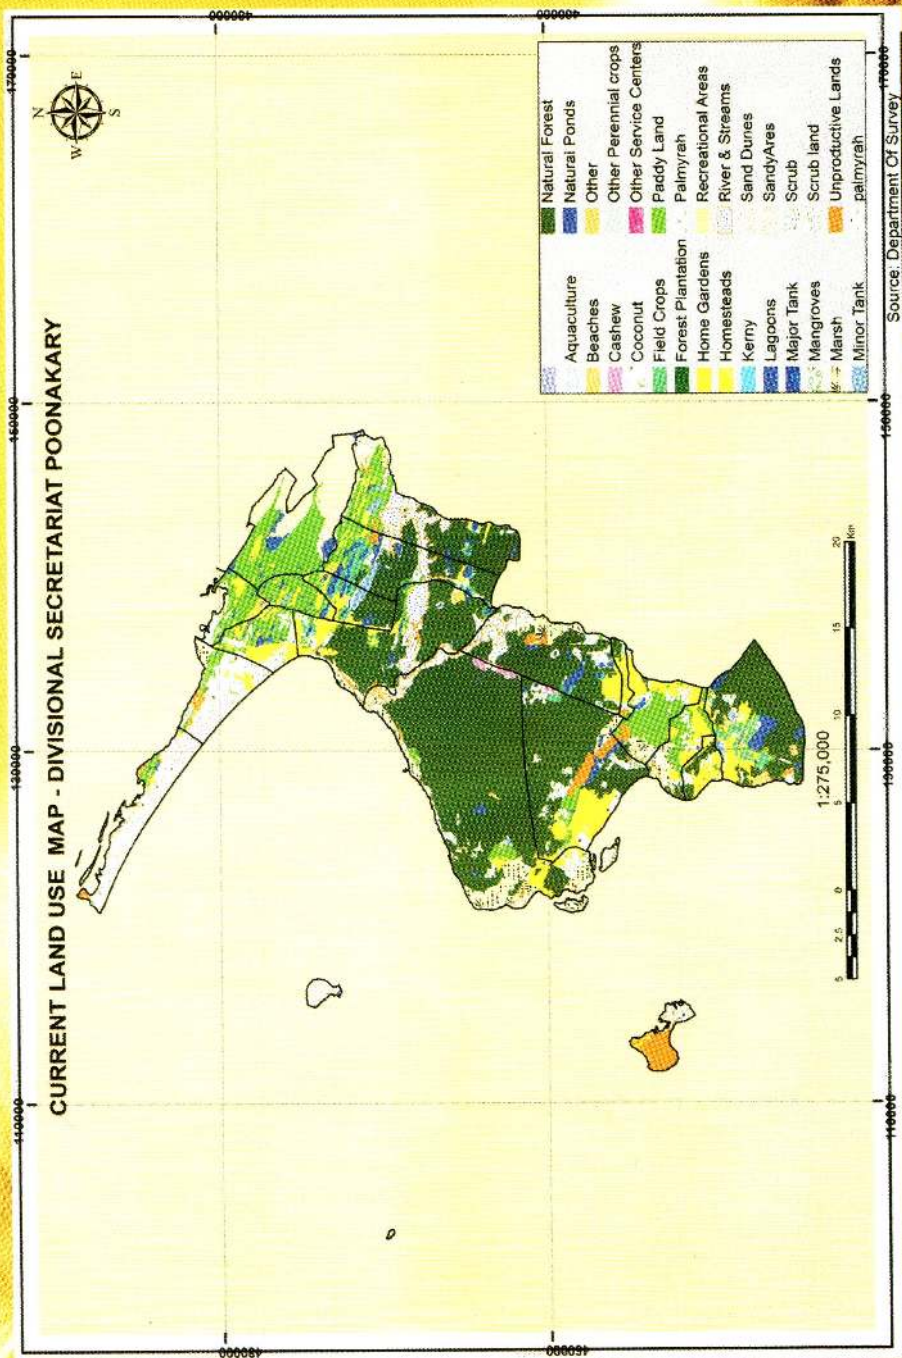 110000 130000 150000 170000
CURRENT LAND USE MAP - DIVISIONAL SECRETARIAT POONAKARY
N
W E
S
480000
460000
Aquaculture
Beaches
Cashew
Coconut
Field Crops
Forest Plantation
Home Gardens
Homesteads
Kerny
Lagoons
Major Tank
Mangroves
Marsh
Minor Tank
Natural Forest
Natural Ponds
Other
Other Perennial crops
Other Service Centers
Paddy Land
Palmyrah
Recreational Areas
River & Streams
Sand Dunes
SandyAres
Scrub
Scrub land
Unproductive Lands
palmyrah
1:275,000
5 2.5 0 5 10 15 20
Km
110000 130000 150000 170000
Source: Department Of Survey